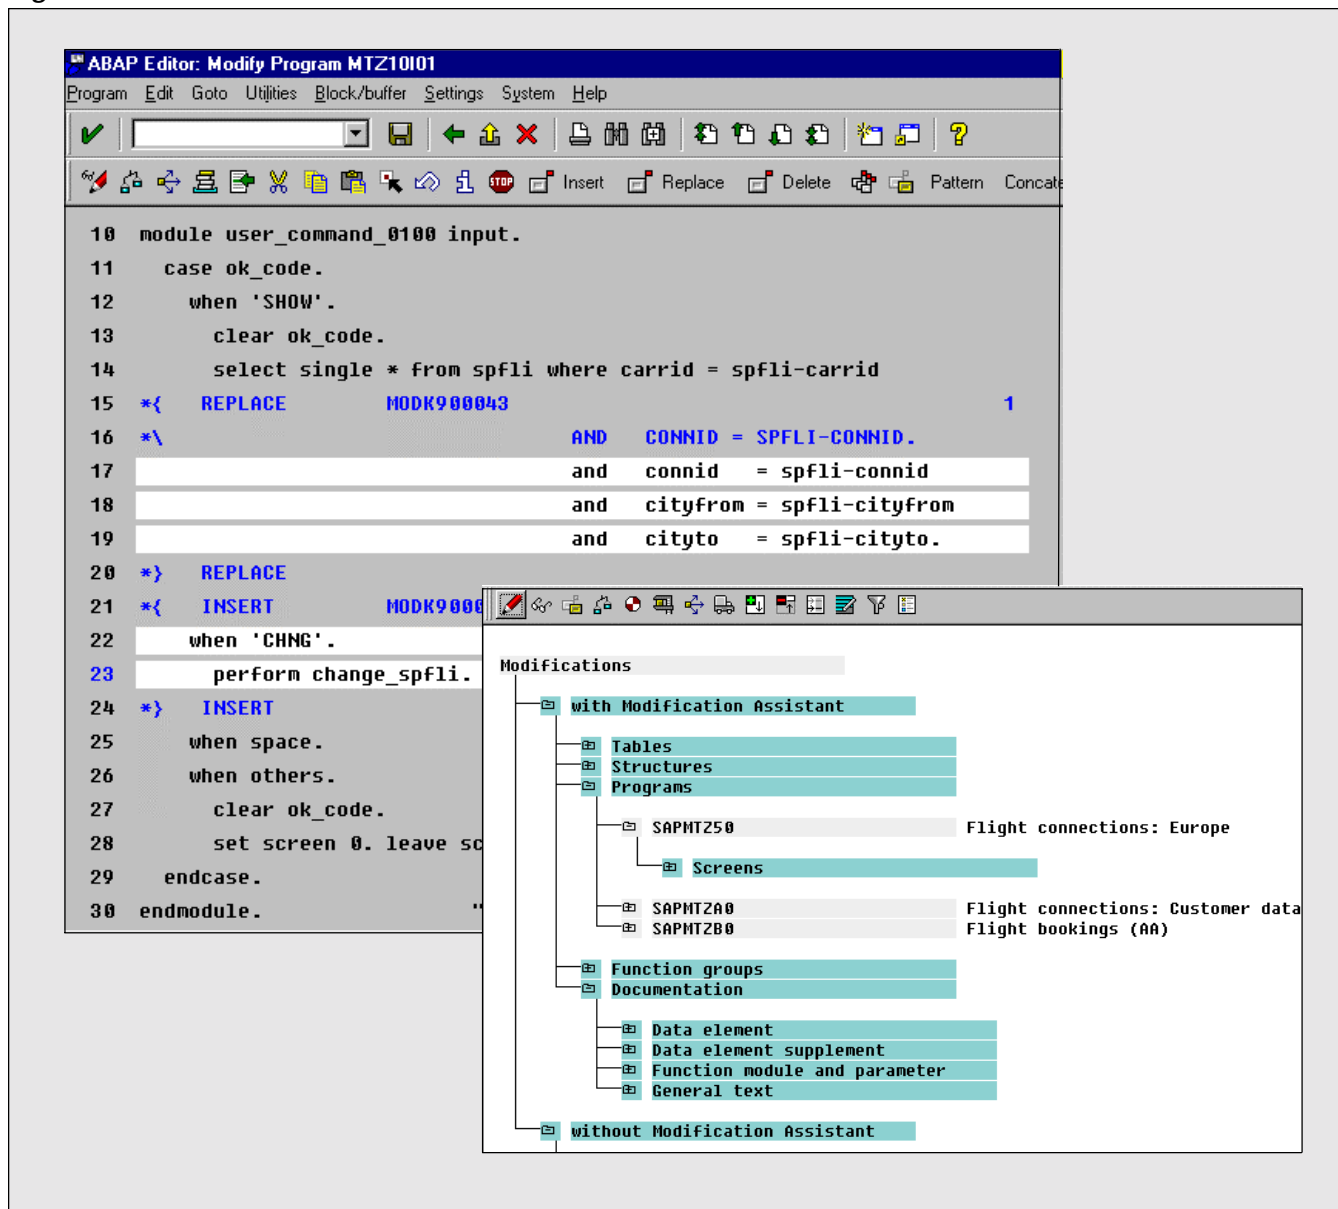 ABAP Editor: Modify Program MTZ10I01
Program Edit Goto Utilities Block/buffer Settings System Help
STOP Insert Replace Delete Pattern
10 module user_command_0100 input.
11 case ok_code.
12 when 'SHOW'.
13 clear ok_code.
14 select single * from spfli where carrid = spfli-carrid
15 *{ REPLACE MODK900043 1
16 *\ AND CONNID = SPFLI-CONNID.
17 and connid = spfli-connid
18 and cityfrom = spfli-cityfrom
19 and cityto = spfli-cityto.
20 *} REPLACE
21 *{ INSERT MODK9000
22 when 'CHNG'.
23 perform change_spfli.
24 *} INSERT
25 when space.
26 when others.
27 clear ok_code.
28 set screen 0. leave sc
29 endcase.
30 endmodule. "
Modifications
with Modification Assistant
Tables
Structures
Programs
SAPMTZ50 Flight connections: Europe
Screens
SAPMTZA0 Flight connections: Customer data
SAPMTZB0 Flight bookings (AA)
Function groups
Documentation
Data element
Data element supplement
Function module and parameter
General text
without Modification Assistant